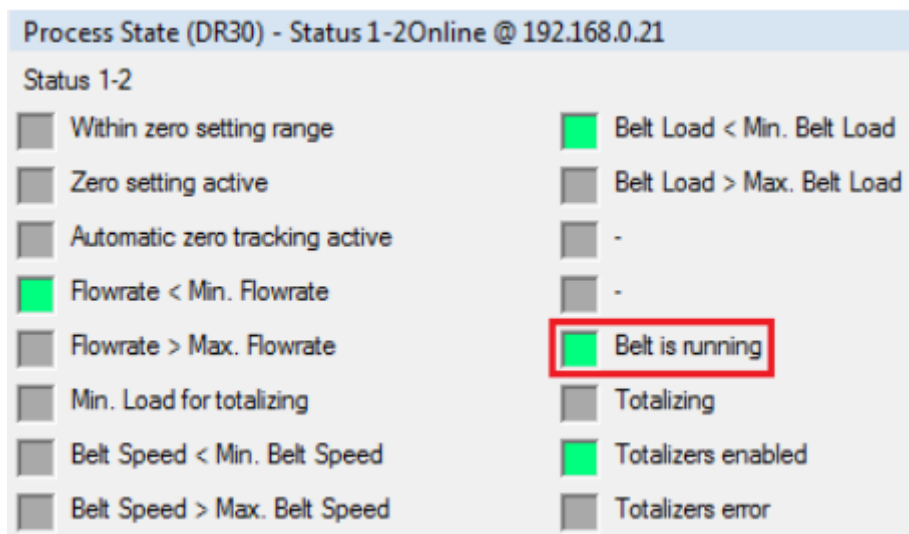 Process State (DR30) - Status 1-2Online @ 192.168.0.21
Status 1-2
Within zero setting range
Zero setting active
Automatic zero tracking active
Flowrate < Min. Flowrate
Flowrate > Max. Flowrate
Min. Load for totalizing
Belt Speed < Min. Belt Speed
Belt Speed > Max. Belt Speed
Belt Load < Min. Belt Load
Belt Load > Max. Belt Load
-
-
Belt is running
Totalizing
Totalizers enabled
Totalizers error